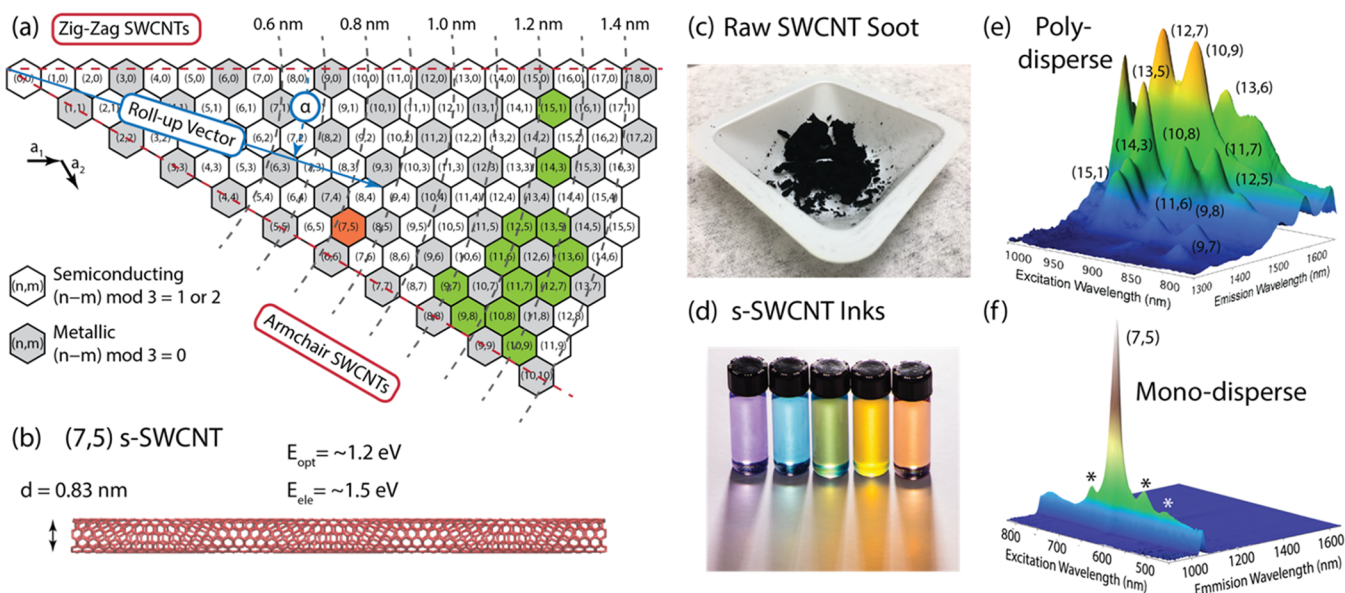 (a)
Zig-Zag SWCNTs
0.6 nm 0.8 nm 1.0 nm 1.2 nm 1.4 nm
(0,0) (1,0) (2,0) (3,0) (4,0) (5,0) (6,0) (7,0) (8,0) (9,0) (10,0) (11,0) (12,0) (13,0) (14,0) (15,0) (16,0) (17,0) (18,0)
(1,1) (5,1) (6,1) (9,1) (10,1) (11,1) (12,1) (13,1) (14,1) (15,1) (16,1) (17,1)
(2,2) (3,2) (6,2) (7,2) (8,2) (9,2) (10,2) (11,2) (12,2) (13,2) (14,2) (15,2) (16,2) (17,2)
(3,3) (4,3) (5,3) (6,3) (7,3) (8,3) (9,3) (10,3) (11,3) (12,3) (13,3) (14,3) (15,3) (16,3)
(4,4) (5,4) (6,4) (7,4) (8,4) (9,4) (10,4) (11,4) (12,4) (13,4) (14,4) (15,4)
(5,5) (6,5) (7,5) (8,5) (9,5) (10,5) (11,5) (12,5) (13,5) (14,5) (15,5)
(6,6) (7,6) (8,6) (9,6) (10,6) (11,6) (12,6) (13,6) (14,6)
(7,7) (8,7) (9,7) (10,7) (11,7) (12,7) (13,7)
(8,8) (9,8) (10,8) (11,8) (12,8)
(9,9) (10,9) (11,9)
(10,10)
α
Roll-up Vector
a1
a2
(n,m) Semiconducting
(n−m) mod 3 = 1 or 2
(n,m) Metallic
(n−m) mod 3 = 0
Armchair SWCNTs
(b) (7,5) s-SWCNT
Eopt= ~1.2 eV
d = 0.83 nm
Eele= ~1.5 eV
(c) Raw SWCNT Soot
(d) s-SWCNT Inks
(e) Poly-
disperse
(12,7)
(10,9)
(13,5)
(13,6)
(10,8)
(14,3)
(11,7)
(15,1)
(12,5)
(11,6)
(9,8)
(9,7)
1000 950 900 850 800
Excitation Wavelength (nm)
1300 1400 1500 1600
Emission Wavelength (nm)
(f)
(7,5)
Mono-disperse
* * *
800 700 600 500
Excitation Wavelength (nm)
1000 1200 1400 1600
Emmission Wavelength (nm)